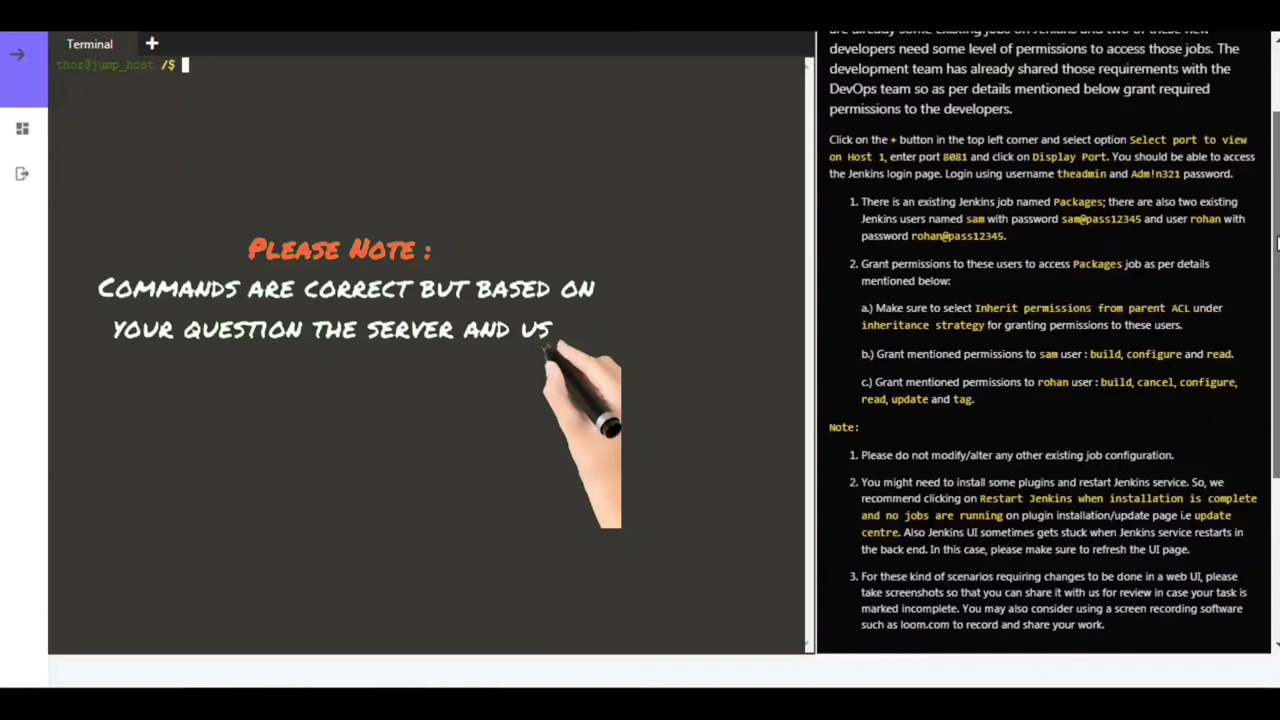 Terminal
+
thor@jump_host /$
Please Note :
Commands are correct but based on
your question the server and us
are already some existing jobs on Jenkins and two of these new
developers need some level of permissions to access those jobs. The
development team has already shared those requirements with the
DevOps team so as per details mentioned below grant required
permissions to the developers.
Click on the + button in the top left corner and select option Select port to view
on Host 1, enter port 8081 and click on Display Port. You should be able to access
the Jenkins login page. Login using username theadmin and Adm!n321 password.
1. There is an existing Jenkins job named Packages; there are also two existing
Jenkins users named sam with password sam@pass12345 and user rohan with
password rohan@pass12345.
2. Grant permissions to these users to access Packages job as per details
mentioned below:
a.) Make sure to select Inherit permissions from parent ACL under
inheritance strategy for granting permissions to these users.
b.) Grant mentioned permissions to sam user : build, configure and read.
c.) Grant mentioned permissions to rohan user : build, cancel, configure,
read, update and tag.
Note:
1. Please do not modify/alter any other existing job configuration.
2. You might need to install some plugins and restart Jenkins service. So, we
recommend clicking on Restart Jenkins when installation is complete
and no jobs are running on plugin installation/update page i.e update
centre. Also Jenkins UI sometimes gets stuck when Jenkins service restarts in
the back end. In this case, please make sure to refresh the UI page.
3. For these kind of scenarios requiring changes to be done in a web UI, please
take screenshots so that you can share it with us for review in case your task is
marked incomplete. You may also consider using a screen recording software
such as loom.com to record and share your work.